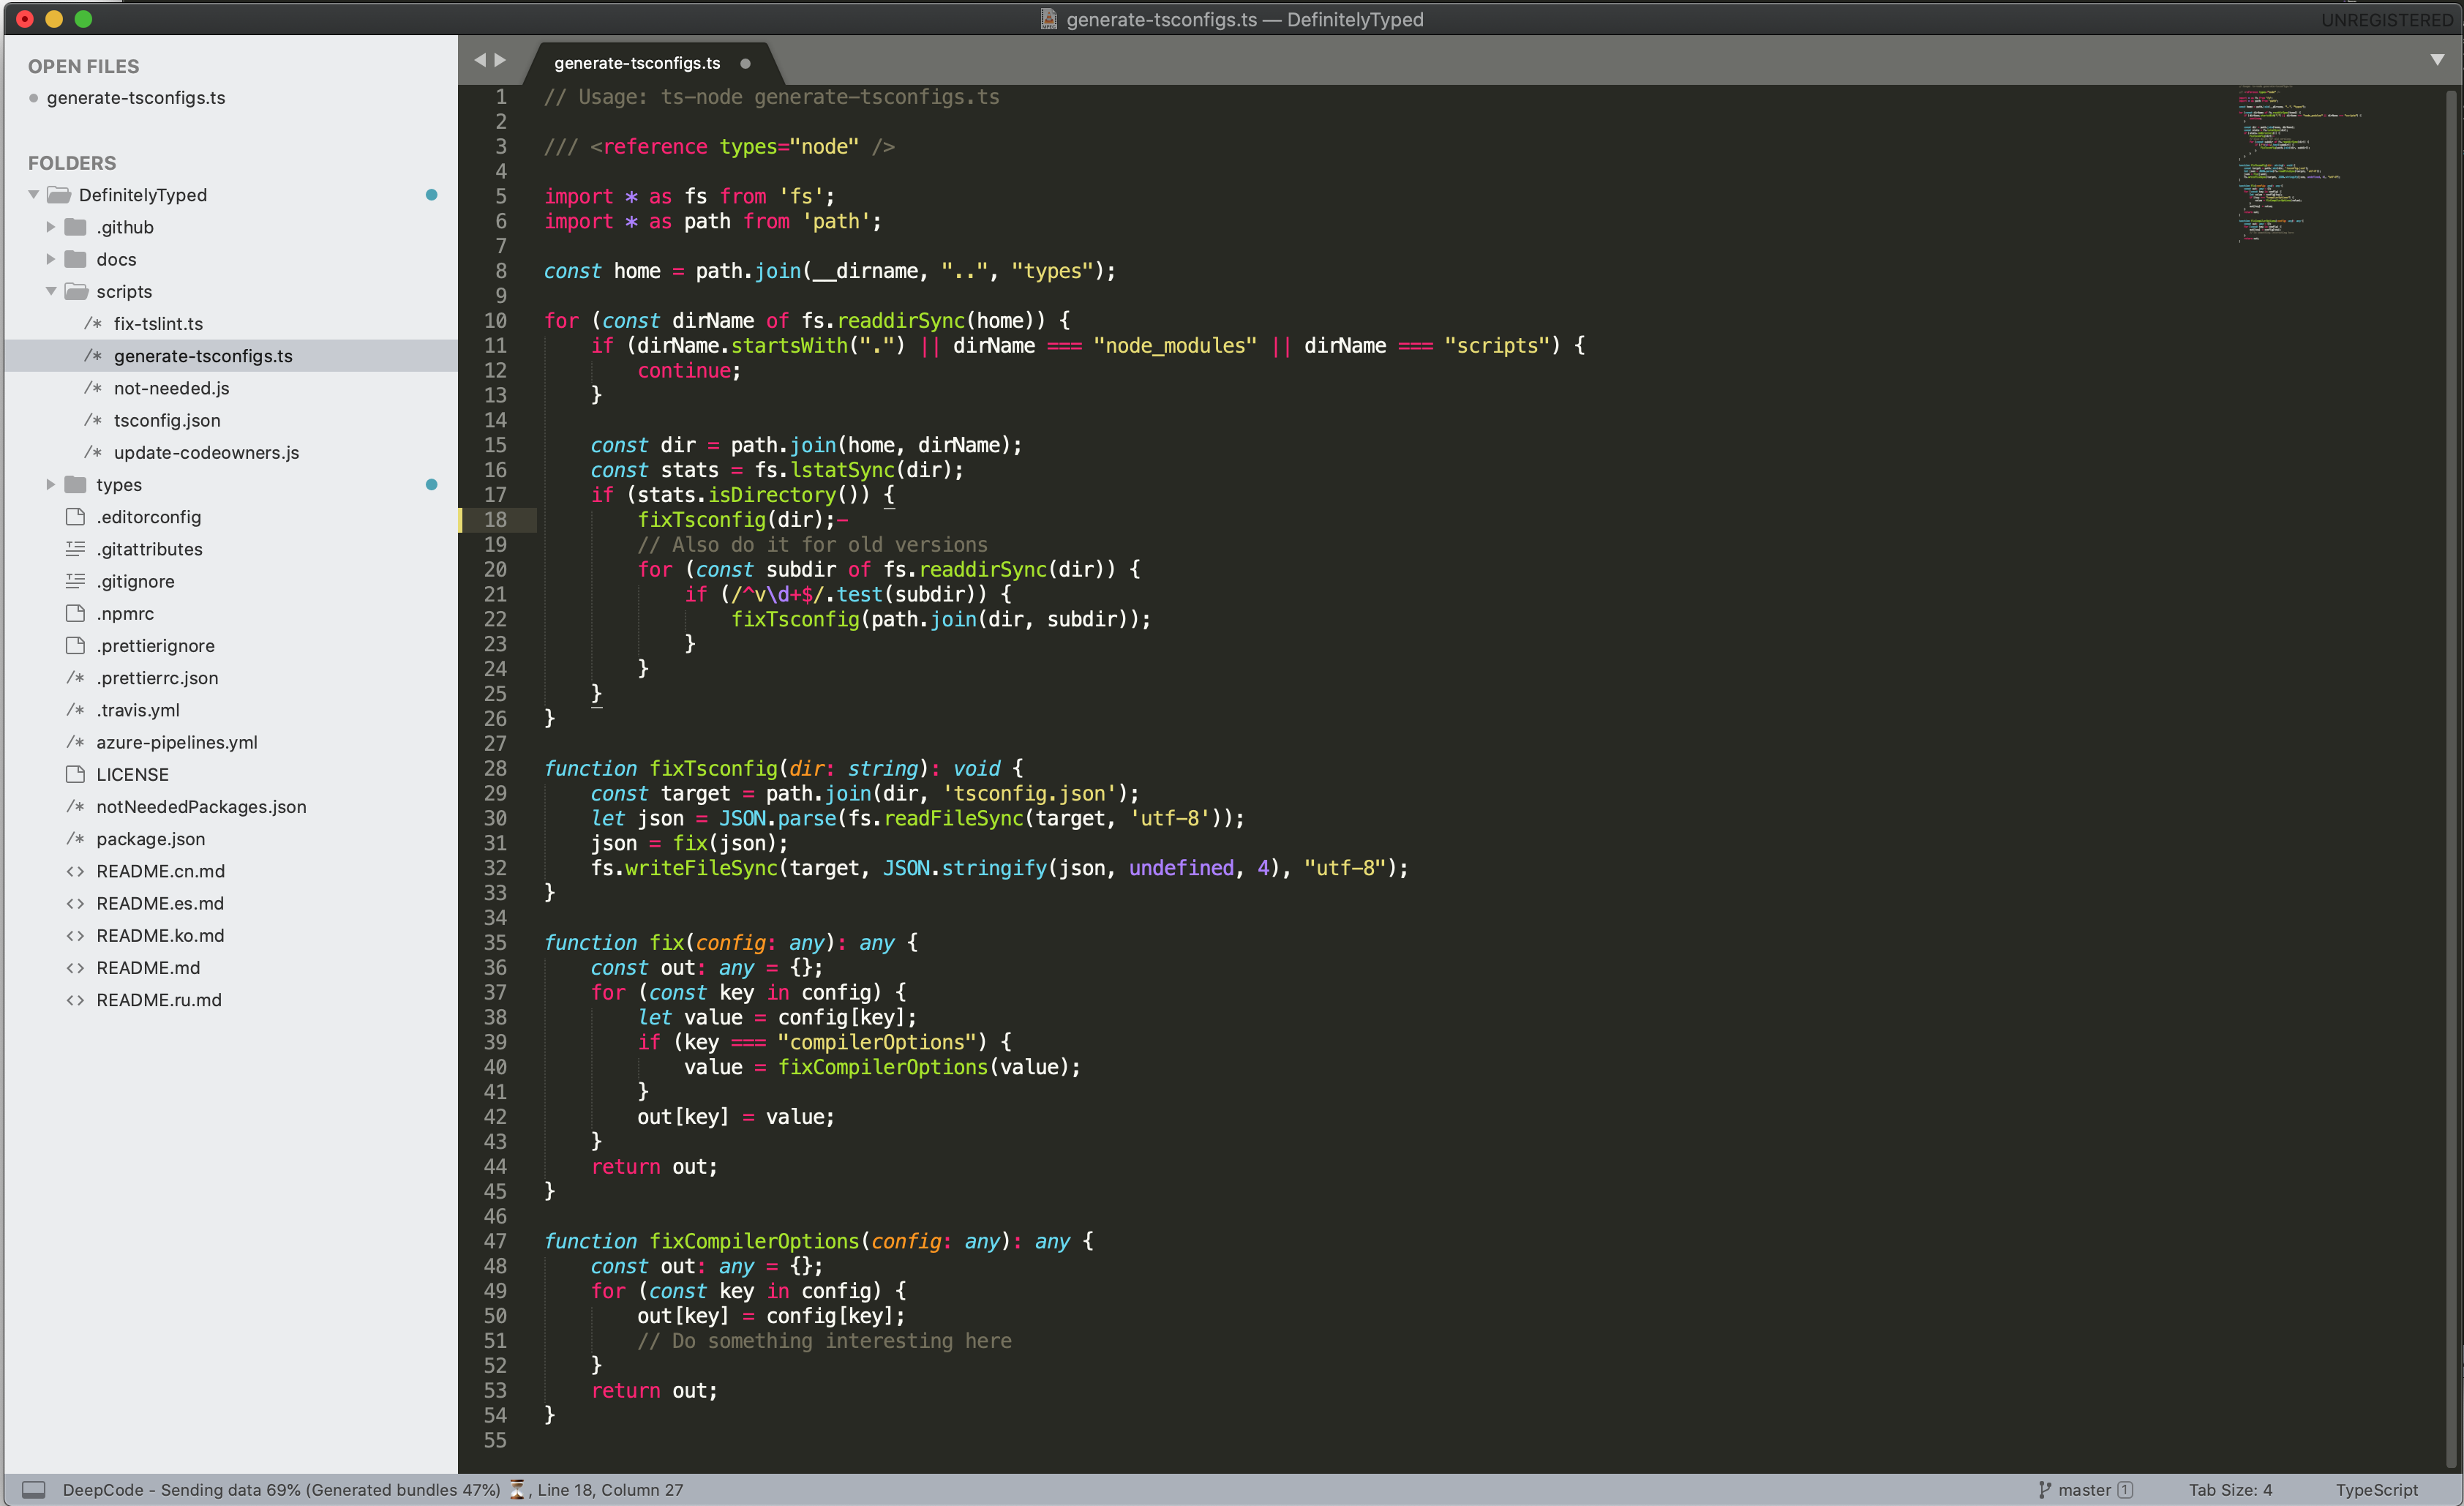 generate-tsconfigs.ts — DefinitelyTyped
UNREGISTERED
OPEN FILES
generate-tsconfigs.ts
FOLDERS
DefinitelyTyped
.github
docs
scripts
/* fix-tslint.ts
/* generate-tsconfigs.ts
/* not-needed.js
/* tsconfig.json
/* update-codeowners.js
types
.editorconfig
.gitattributes
.gitignore
.npmrc
.prettierignore
/* .prettierrc.json
/* .travis.yml
/* azure-pipelines.yml
LICENSE
/* notNeededPackages.json
/* package.json
<> README.cn.md
<> README.es.md
<> README.ko.md
<> README.md
<> README.ru.md
generate-tsconfigs.ts
1 // Usage: ts-node generate-tsconfigs.ts
2
3 /// <reference types="node" />
4
5 import * as fs from 'fs';
6 import * as path from 'path';
7
8 const home = path.join(__dirname, "..", "types");
9
10 for (const dirName of fs.readdirSync(home)) {
11     if (dirName.startsWith(".") || dirName === "node_modules" || dirName === "scripts") {
12         continue;
13     }
14
15     const dir = path.join(home, dirName);
16     const stats = fs.lstatSync(dir);
17     if (stats.isDirectory()) {
18         fixTsconfig(dir);-
19         // Also do it for old versions
20         for (const subdir of fs.readdirSync(dir)) {
21             if (/^v\d+$/.test(subdir)) {
22                 fixTsconfig(path.join(dir, subdir));
23             }
24         }
25     }
26 }
27
28 function fixTsconfig(dir: string): void {
29     const target = path.join(dir, 'tsconfig.json');
30     let json = JSON.parse(fs.readFileSync(target, 'utf-8'));
31     json = fix(json);
32     fs.writeFileSync(target, JSON.stringify(json, undefined, 4), "utf-8");
33 }
34
35 function fix(config: any): any {
36     const out: any = {};
37     for (const key in config) {
38         let value = config[key];
39         if (key === "compilerOptions") {
40             value = fixCompilerOptions(value);
41         }
42         out[key] = value;
43     }
44     return out;
45 }
46
47 function fixCompilerOptions(config: any): any {
48     const out: any = {};
49     for (const key in config) {
50         out[key] = config[key];
51         // Do something interesting here
52     }
53     return out;
54 }
55
DeepCode - Sending data 69% (Generated bundles 47%) ⏳, Line 18, Column 27
master 1
Tab Size: 4
TypeScript